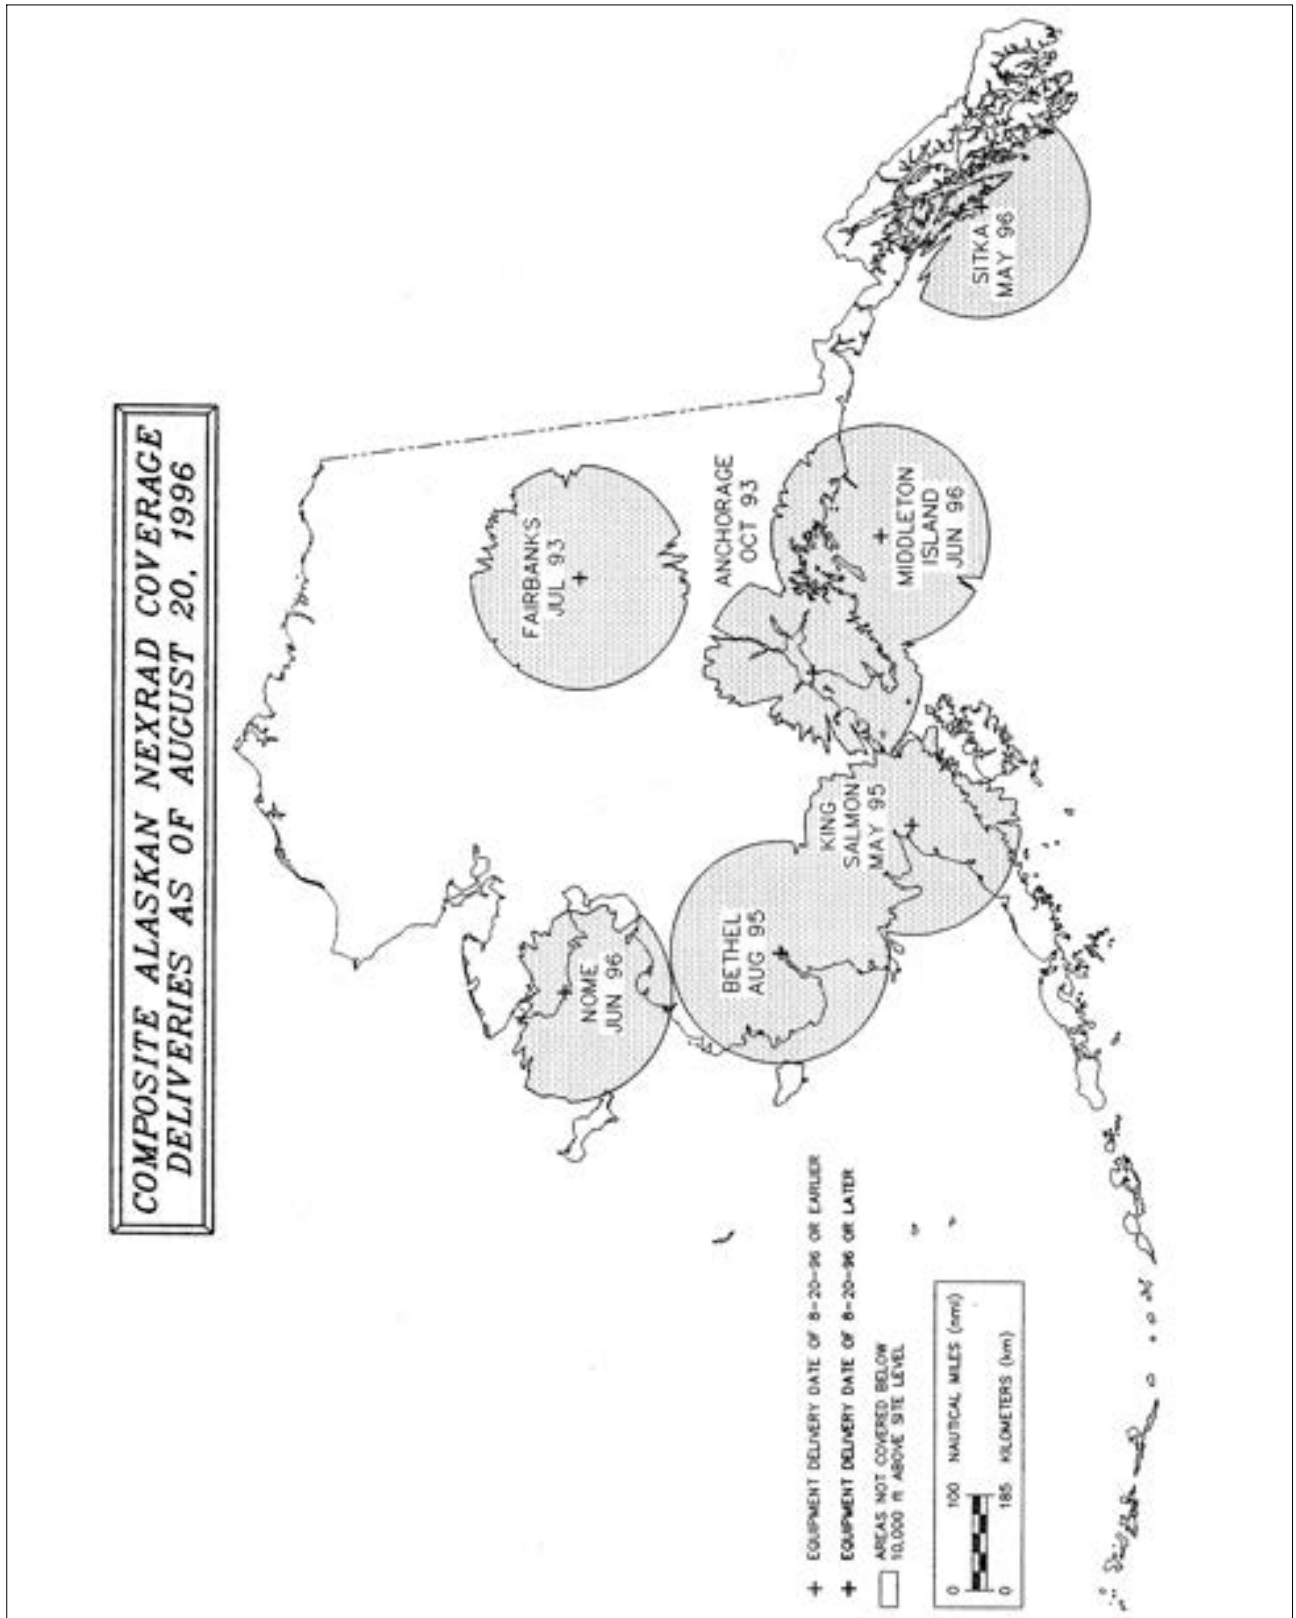 COMPOSITE ALASKAN NEXRAD COVERAGE
DELIVERIES AS OF AUGUST 20, 1996
FAIRBANKS
JUL 93
ANCHORAGE
OCT 93
MIDDLETON
ISLAND
JUN 96
SITKA
MAY 96
KING
SALMON
MAY 95
BETHEL
AUG 95
NOME
JUN 96
+ EQUIPMENT DELIVERY DATE OF 8-20-96 OR EARLIER
+ EQUIPMENT DELIVERY DATE OF 8-20-96 OR LATER
AREAS NOT COVERED BELOW
10,000 ft ABOVE SITE LEVEL
0 100 NAUTICAL MILES (nmi)
0 185 KILOMETERS (km)